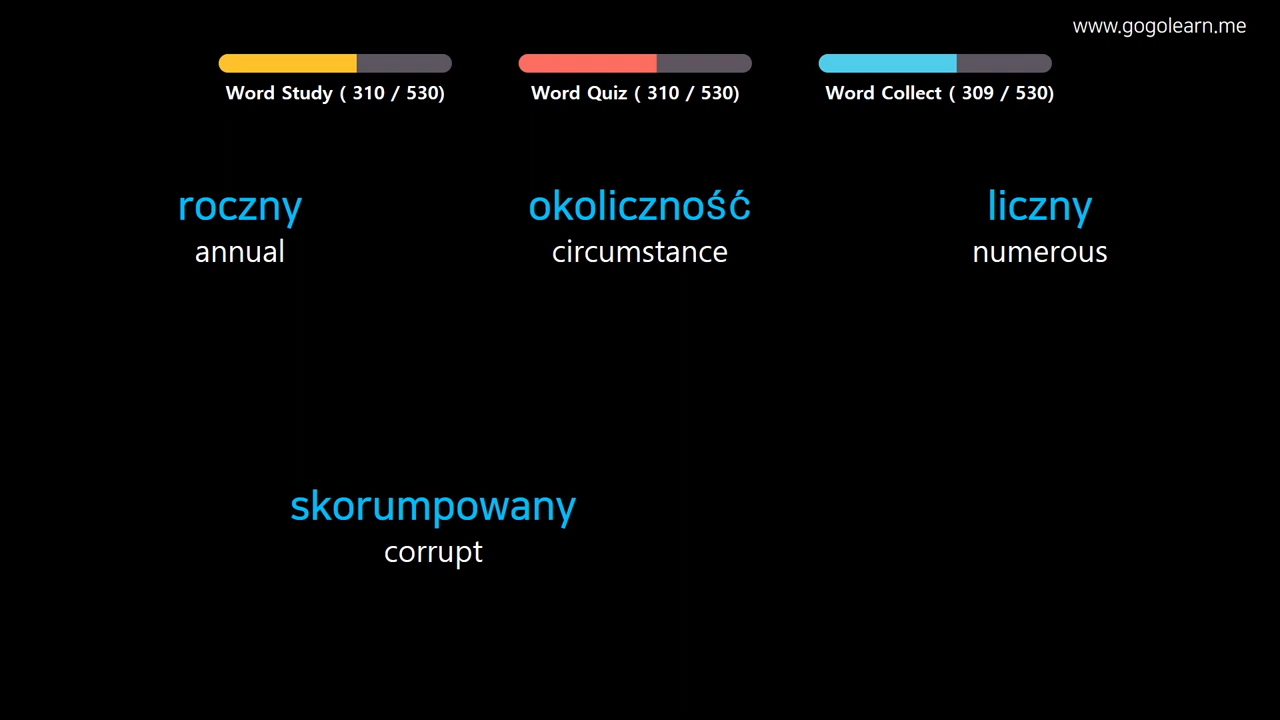 www.gogolearn.me
Word Study ( 310 / 530)
Word Quiz ( 310 / 530)
Word Collect ( 309 / 530)
roczny
annual
okoliczność
circumstance
liczny
numerous
skorumpowany
corrupt